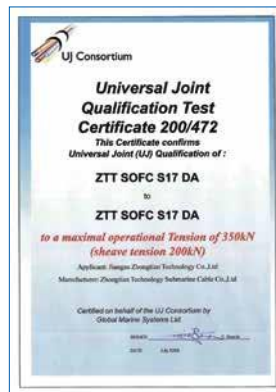 UJ Consortium
Universal Joint
Qualification Test
Certificate 200/472
This Certificate confirms
Universal Joint (UJ) Qualification of :
ZTT SOFC S17 DA
to
ZTT SOFC S17 DA
to a maximal operational Tension of 350kN
(sheave tension 200kN)
Applicant: Jiangsu Zhongtian Technology Co.,Ltd
Manufacturer: Zhongtian Technology Submarine Cable Co.,Ltd
Certified on behalf of the UJ Consortium by
Global Marine Systems Ltd
SIGNED
DATE July